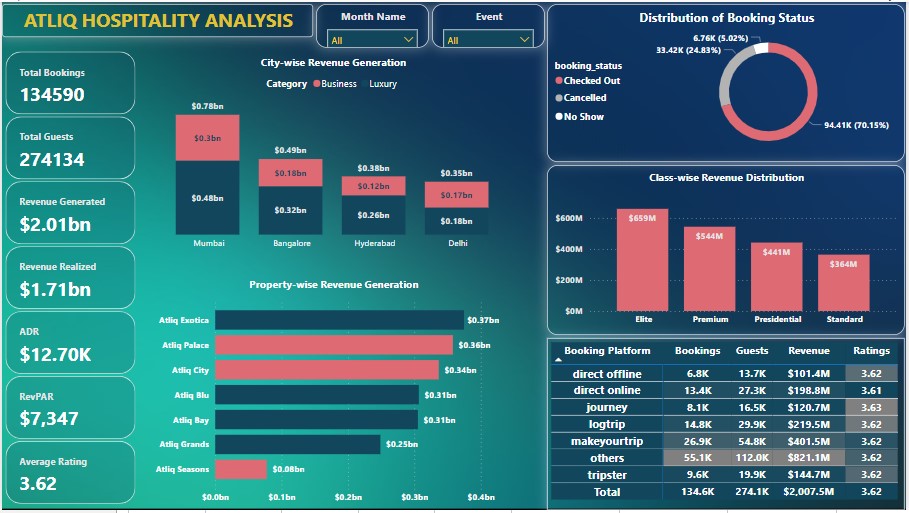 ATLIQ HOSPITALITY ANALYSIS
Month Name
All
Event
All
Total Bookings
134590
Total Guests
274134
Revenue Generated
$2.01bn
Revenue Realized
$1.71bn
ADR
$12.70K
RevPAR
$7,347
Average Rating
3.62
City-wise Revenue Generation
Category Business Luxury
$0.78bn
$0.3bn
$0.48bn
Mumbai
$0.49bn
$0.18bn
$0.32bn
Bangalore
$0.38bn
$0.12bn
$0.26bn
Hyderabad
$0.35bn
$0.17bn
$0.18bn
Delhi
Property-wise Revenue Generation
Atliq Exotica $0.37bn
Atliq Palace $0.36bn
Atliq City $0.34bn
Atliq Blu $0.31bn
Atliq Bay $0.31bn
Atliq Grands $0.25bn
Atliq Seasons $0.08bn
$0.0bn $0.1bn $0.2bn $0.3bn $0.4bn
Distribution of Booking Status
booking_status
Checked Out
Cancelled
No Show
6.76K (5.02%)
33.42K (24.83%)
94.41K (70.15%)
Class-wise Revenue Distribution
$600M
$400M
$200M
$0M
$659M
$544M
$441M
$364M
Elite Premium Presidential Standard
Booking Platform Bookings Guests Revenue Ratings
direct offline 6.8K 13.7K $101.4M 3.62
direct online 13.4K 27.3K $198.8M 3.61
journey 8.1K 16.5K $120.7M 3.63
logtrip 14.8K 29.9K $219.5M 3.62
makeyourtrip 26.9K 54.8K $401.5M 3.62
others 55.1K 112.0K $821.1M 3.62
tripster 9.6K 19.9K $144.7M 3.62
Total 134.6K 274.1K $2,007.5M 3.62